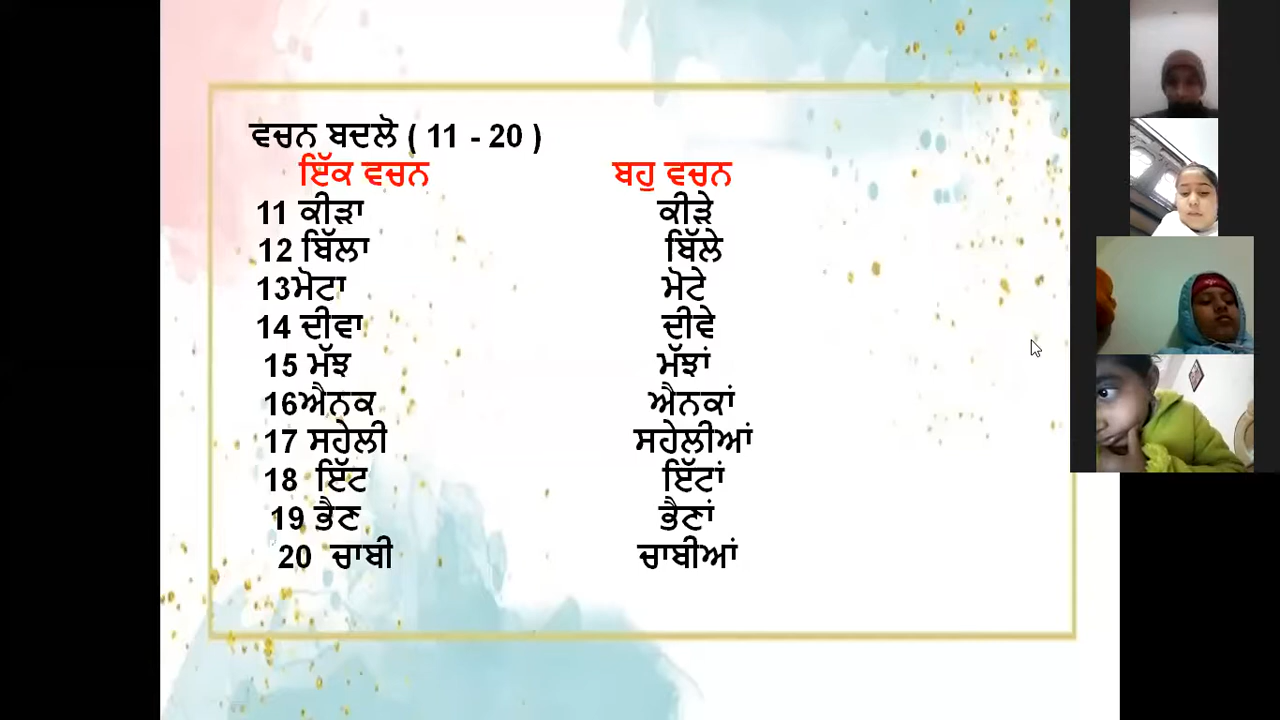 ਵਚਨ ਬਦਲੋ ( 11 - 20 )
ਇੱਕ ਵਚਨ ਬਹੁ ਵਚਨ
11 ਕੀੜਾ ਕੀੜੇ
12 ਬਿੱਲਾ ਬਿੱਲੇ
13ਮੋਟਾ ਮੋਟੇ
14 ਦੀਵਾ ਦੀਵੇ
15 ਮੱਝ ਮੱਝਾਂ
16ਐਨਕ ਐਨਕਾਂ
17 ਸਹੇਲੀ ਸਹੇਲੀਆਂ
18 ਇੱਟ ਇੱਟਾਂ
19 ਭੈਣ ਭੈਣਾਂ
20 ਚਾਬੀ ਚਾਬੀਆਂ